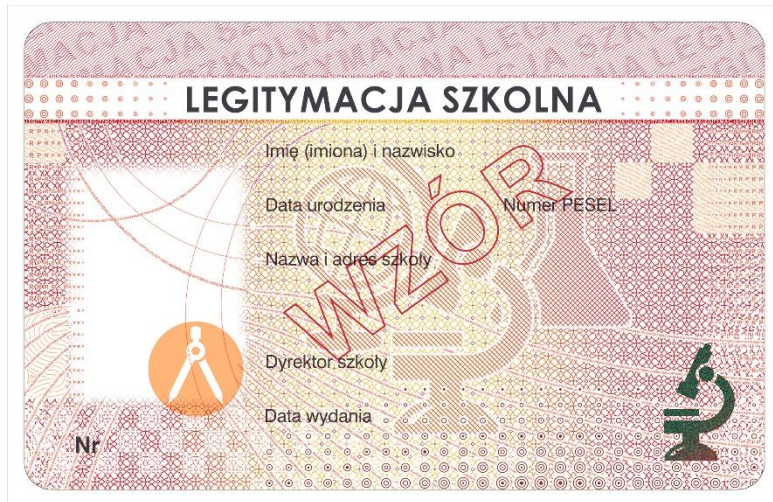 LEGITYMACJA SZKOLNA
Imię (imiona) i nazwisko
Data urodzenia Numer PESEL
Nazwa i adres szkoły
WZÓR
Dyrektor szkoły
Data wydania
Nr